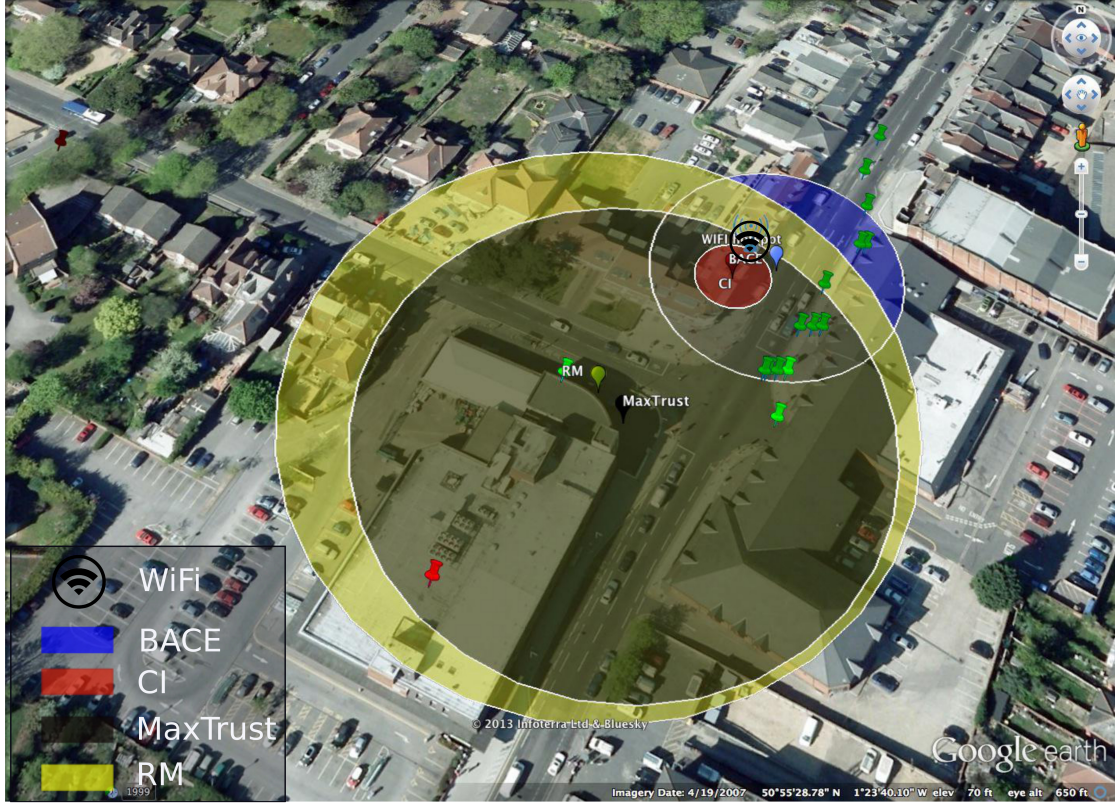 N
WIFI Hotspot
BACE
CI
RM
MaxTrust
WiFi
BACE
CI
MaxTrust
RM
1999
© 2013 Infoterra Ltd & Bluesky
Google earth
Imagery Date: 4/19/2007 50°55'28.78" N 1°23'40.10" W elev 70 ft eye alt 650 ft